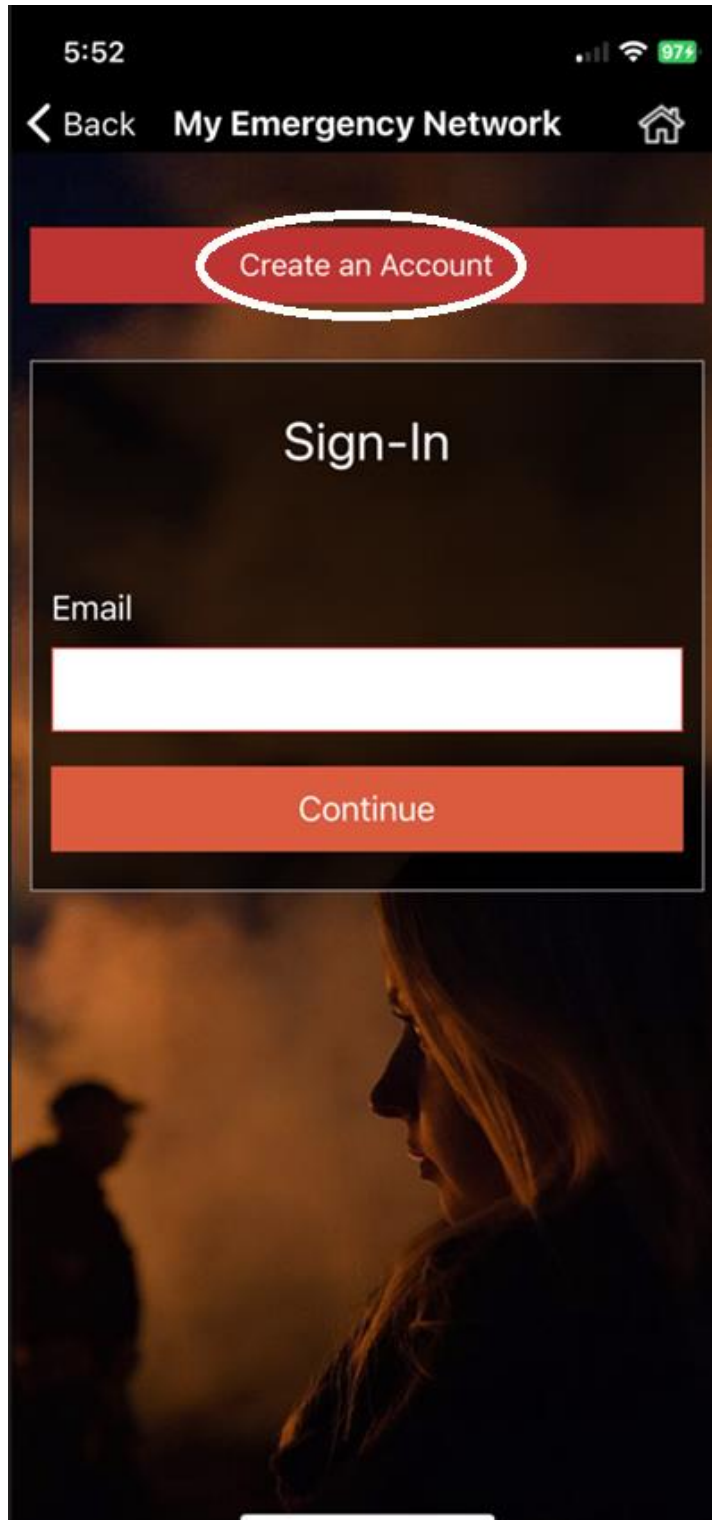 5:52
97
Back My Emergency Network
Create an Account
Sign-In
Email
Continue